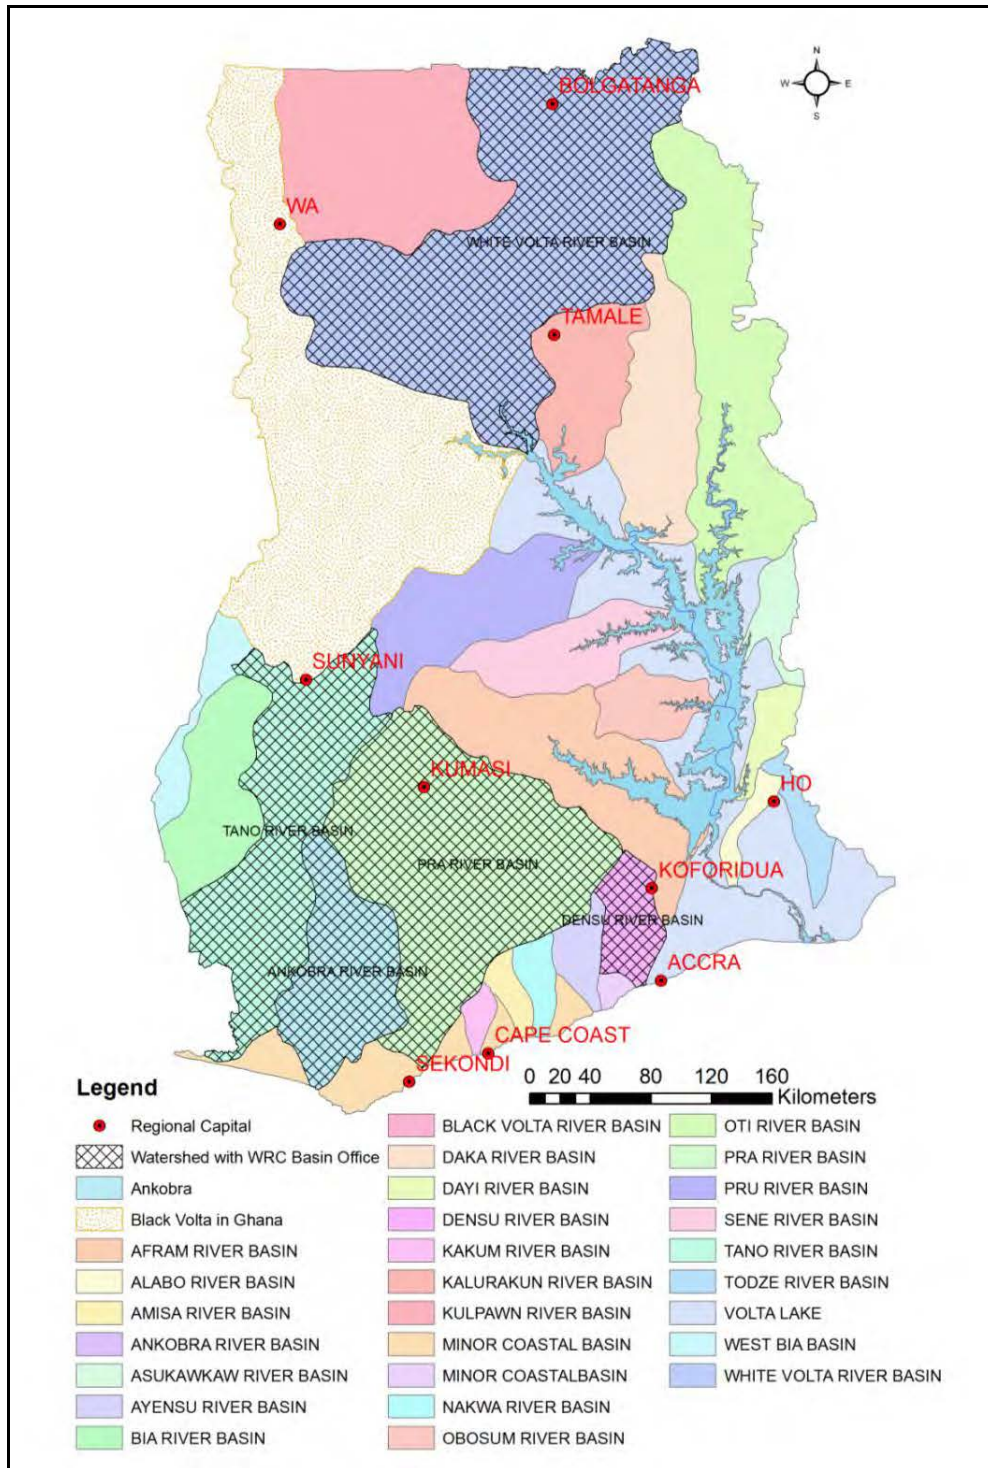 N
W E
S
BOLGATANGA
WA
WHITE VOLTA RIVER BASIN
TAMALE
SUNYANI
KUMASI
HO
TANO RIVER BASIN
PRA RIVER BASIN
KOFORIDUA
DENSU RIVER BASIN
ANKOBRA RIVER BASIN
ACCRA
CAPE COAST
SEKONDI
0 20 40 80 120 160
Kilometers
Legend
Regional Capital
Watershed with WRC Basin Office
Ankobra
Black Volta in Ghana
AFRAM RIVER BASIN
ALABO RIVER BASIN
AMISA RIVER BASIN
ANKOBRA RIVER BASIN
ASUKAWKAW RIVER BASIN
AYENSU RIVER BASIN
BIA RIVER BASIN
BLACK VOLTA RIVER BASIN
DAKA RIVER BASIN
DAYI RIVER BASIN
DENSU RIVER BASIN
KAKUM RIVER BASIN
KALURAKUN RIVER BASIN
KULPAWN RIVER BASIN
MINOR COASTAL BASIN
MINOR COASTALBASIN
NAKWA RIVER BASIN
OBOSUM RIVER BASIN
OTI RIVER BASIN
PRA RIVER BASIN
PRU RIVER BASIN
SENE RIVER BASIN
TANO RIVER BASIN
TODZE RIVER BASIN
VOLTA LAKE
WEST BIA BASIN
WHITE VOLTA RIVER BASIN